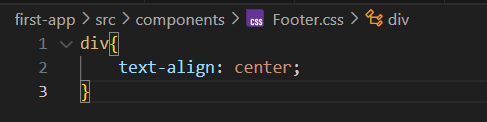 first-app > src > components > CSS Footer.css > div
1 div{
2 text-align: center;
3 }